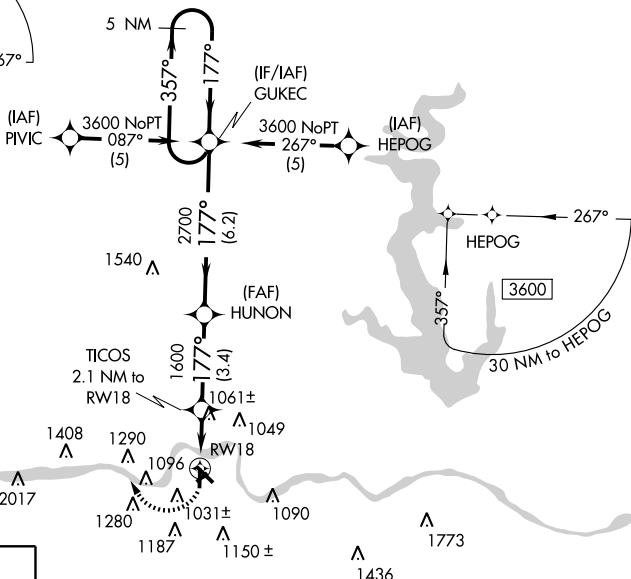 5 NM
67°
357°
177°
(IF/IAF)
GUKEC
(IAF)
PIVIC
3600 NoPT
087°
(5)
3600 NoPT
267°
(5)
(IAF)
HEPOG
2700
177°
(6.2)
1540
267°
HEPOG
3600
357°
30 NM to HEPOG
(FAF)
HUNON
1600
177°
(3.4)
TICOS
2.1 NM to
RW18
1061±
1049
1408
1290
RW18
1096
2017
1280
1031±
1090
1187
1150 ±
1773
1436